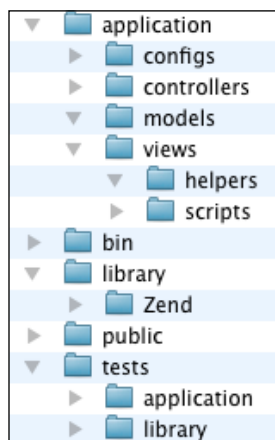 application
configs
controllers
models
views
helpers
scripts
bin
library
Zend
public
tests
application
library